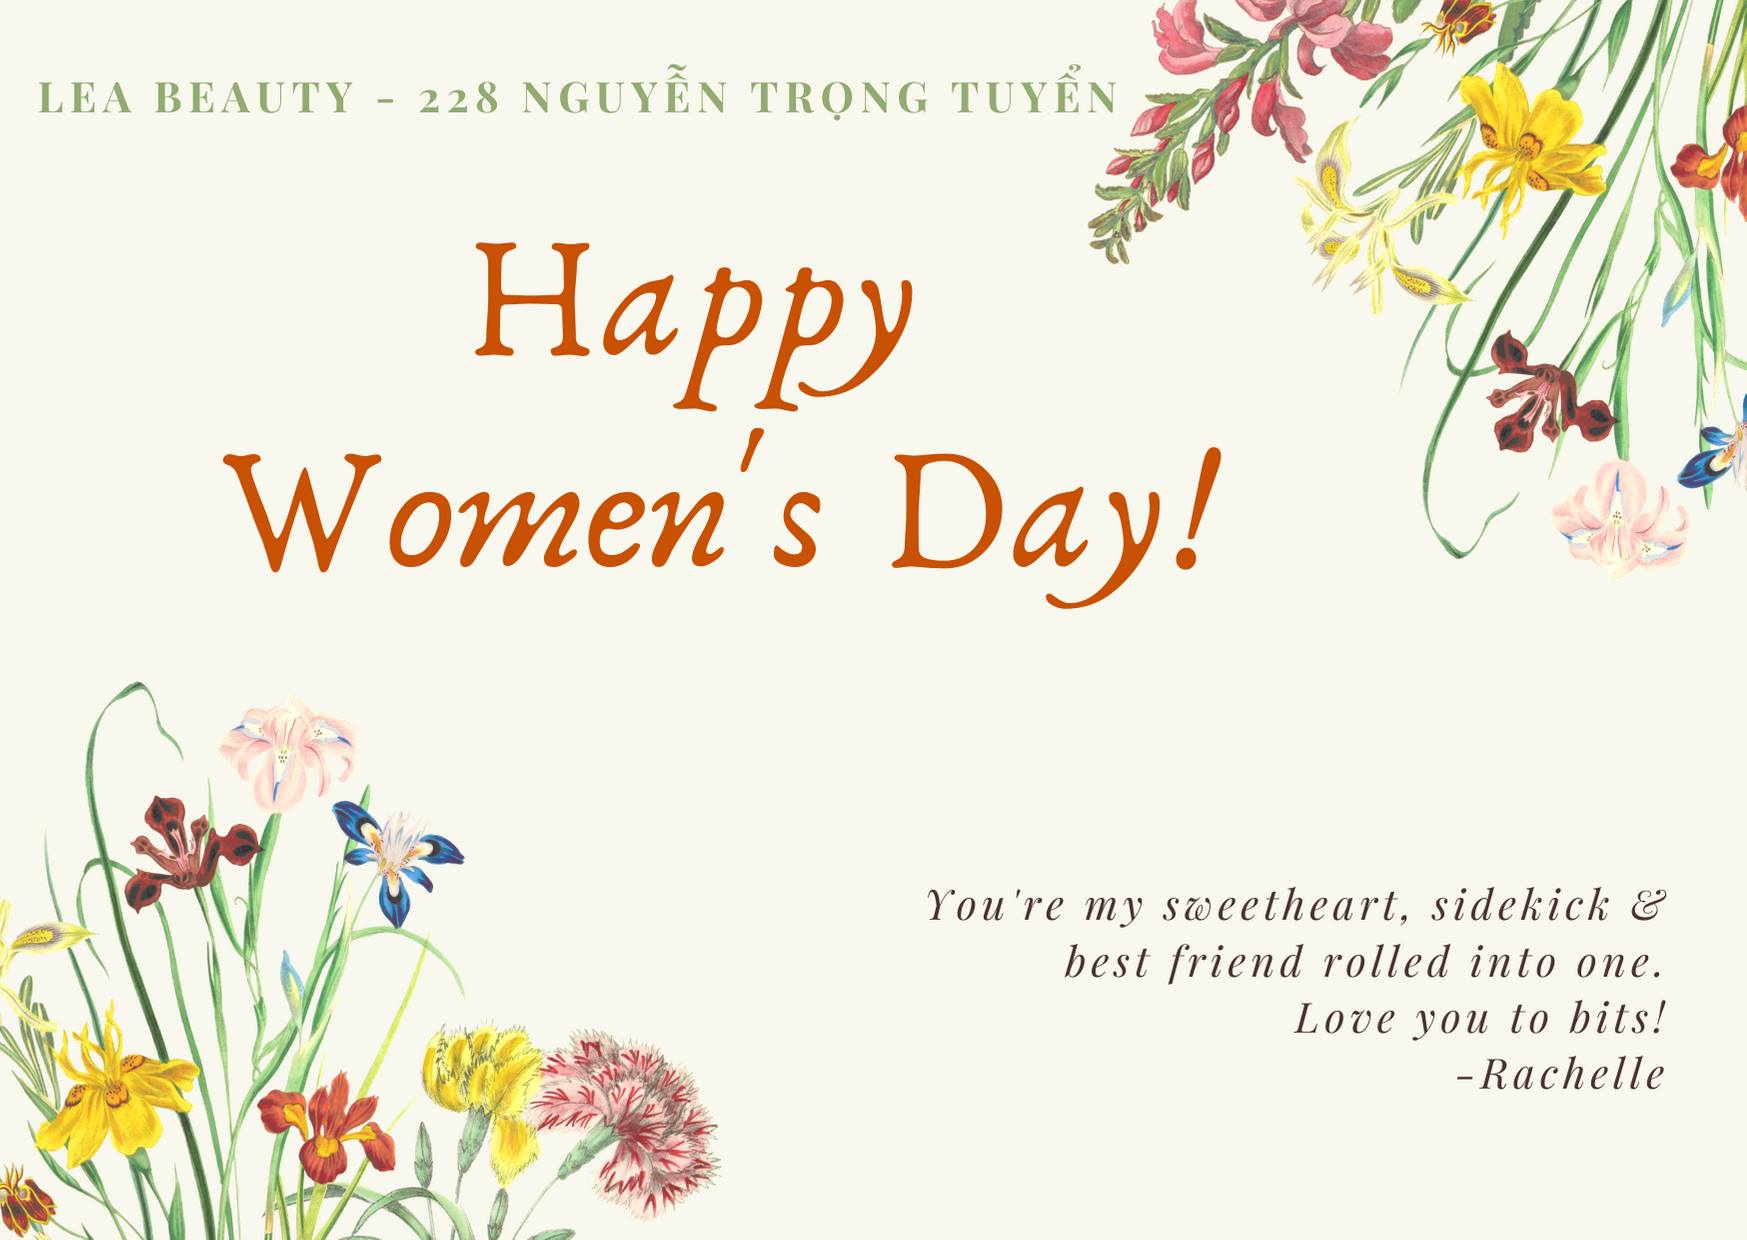 LEA BEAUTY - 228 NGUYỄN TRỌNG TUYỂN
Happy
Women's Day!
You're my sweetheart, sidekick &
best friend rolled into one.
Love you to bits!
-Rachelle